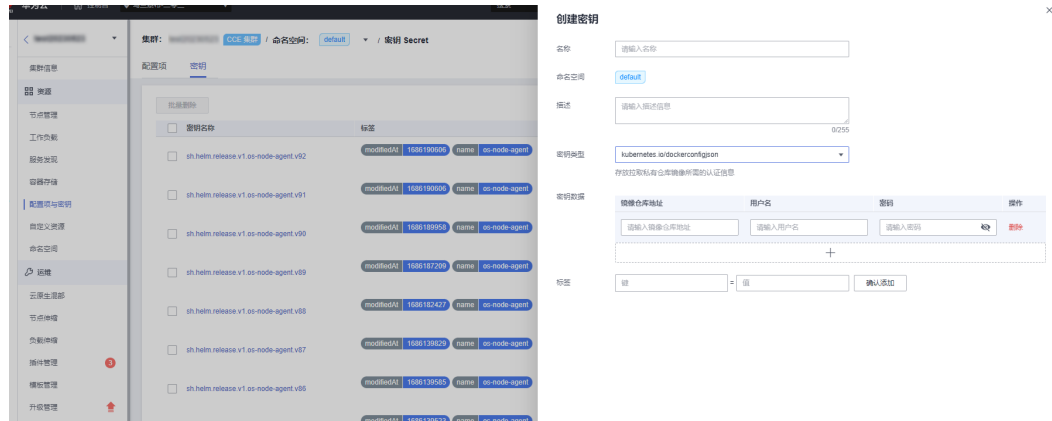 华为云
控制台
搜索
集群：
CCE 集群 / 命名空间： default / 密钥 Secret
集群信息
配置项 密钥
资源
节点管理
工作负载
服务发现
容器存储
配置项与密钥
自定义资源
命名空间
运维
云原生混部
节点伸缩
负载伸缩
插件管理 3
模板管理
升级管理
批量删除
密钥名称 标签
sh.helm.release.v1.os-node-agent.v92 modifiedAt 1686190606 name os-node-agent
sh.helm.release.v1.os-node-agent.v91 modifiedAt 1686190606 name os-node-agent
sh.helm.release.v1.os-node-agent.v90 modifiedAt 1686189958 name os-node-agent
sh.helm.release.v1.os-node-agent.v89 modifiedAt 1686187209 name os-node-agent
sh.helm.release.v1.os-node-agent.v88 modifiedAt 1686182427 name os-node-agent
sh.helm.release.v1.os-node-agent.v87 modifiedAt 1686139829 name os-node-agent
sh.helm.release.v1.os-node-agent.v86 modifiedAt 1686139585 name os-node-agent
modifiedAt 1686139533 name os-node-agent
创建密钥
名称 请输入名称
命名空间 default
描述 请输入描述信息
0/255
密钥类型 kubernetes.io/dockerconfigjson
存放拉取私有仓库镜像所需的认证信息
密钥数据
镜像仓库地址 用户名 密码 操作
请输入镜像仓库地址 请输入用户名 请输入密码 删除
标签 键 = 值 确认添加